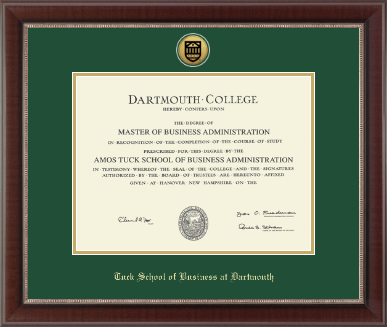 DARTMOUTH·COLLEGE
HEREBY·CONFERS·UPON
THE·DEGREE·OF
MASTER OF BUSINESS ADMINISTRATION
IN·RECOGNITION·OF·THE·COMPLETION·OF·THE·COURSE·OF·STUDY
PRESCRIBED·FOR·THIS·DEGREE·BY·THE
AMOS TUCK SCHOOL OF BUSINESS ADMINISTRATION
IN·TESTIMONY·WHEREOF·THE·SEAL·OF·THE·COLLEGE·AND·THE·SIGNATURES
AUTHORIZED·BY·THE·BOARD·OF·TRUSTEES·ARE·HEREUNTO·AFFIXED
GIVEN·AT·HANOVER·NEW·HAMPSHIRE·ON·THE
Tuck School of Business at Dartmouth